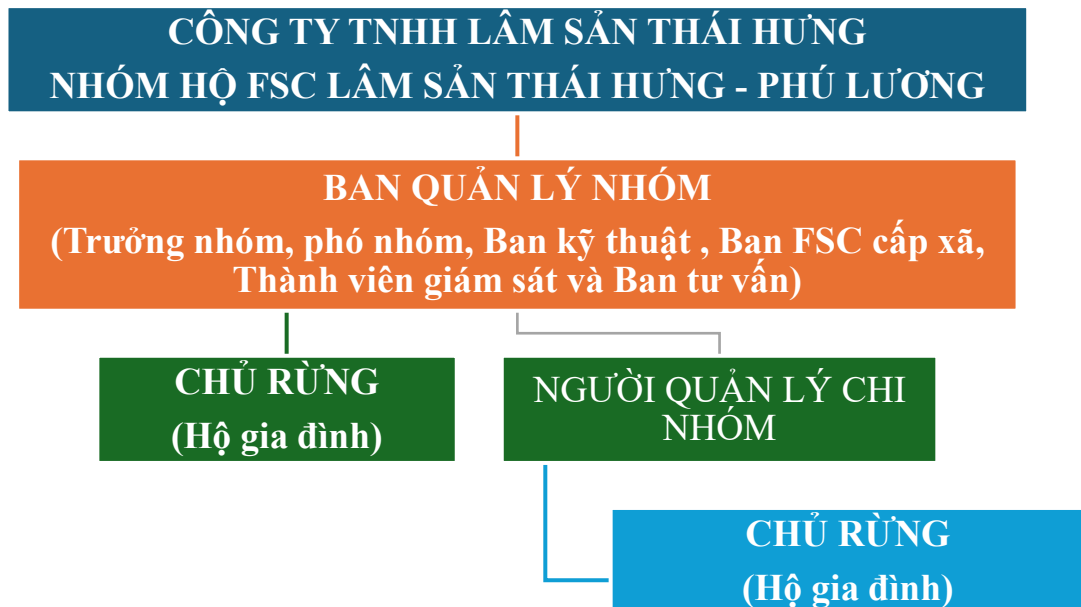 CÔNG TY TNHH LÂM SẢN THÁI HƯNG
NHÓM HỘ FSC LÂM SẢN THÁI HƯNG - PHÚ LƯƠNG
BAN QUẢN LÝ NHÓM
(Trưởng nhóm, phó nhóm, Ban kỹ thuật , Ban FSC cấp xã,
Thành viên giám sát và Ban tư vấn)
CHỦ RỪNG
(Hộ gia đình)
NGƯỜI QUẢN LÝ CHI
NHÓM
CHỦ RỪNG
(Hộ gia đình)